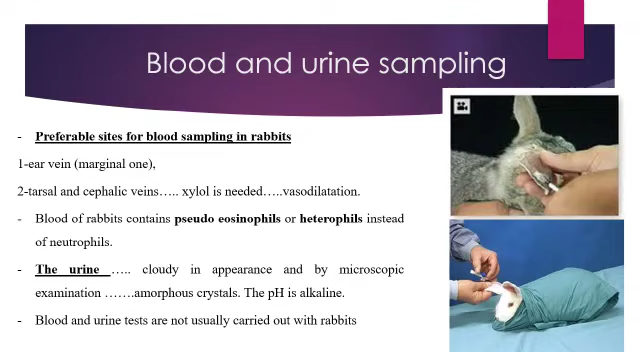 Blood and urine sampling
- Preferable sites for blood sampling in rabbits
1-ear vein (marginal one),
2-tarsal and cephalic veins….. xylol is needed…..vasodilatation.
- Blood of rabbits contains pseudo eosinophils or heterophils instead
of neutrophils.
- The urine ….. cloudy in appearance and by microscopic
examination …….amorphous crystals. The pH is alkaline.
- Blood and urine tests are not usually carried out with rabbits